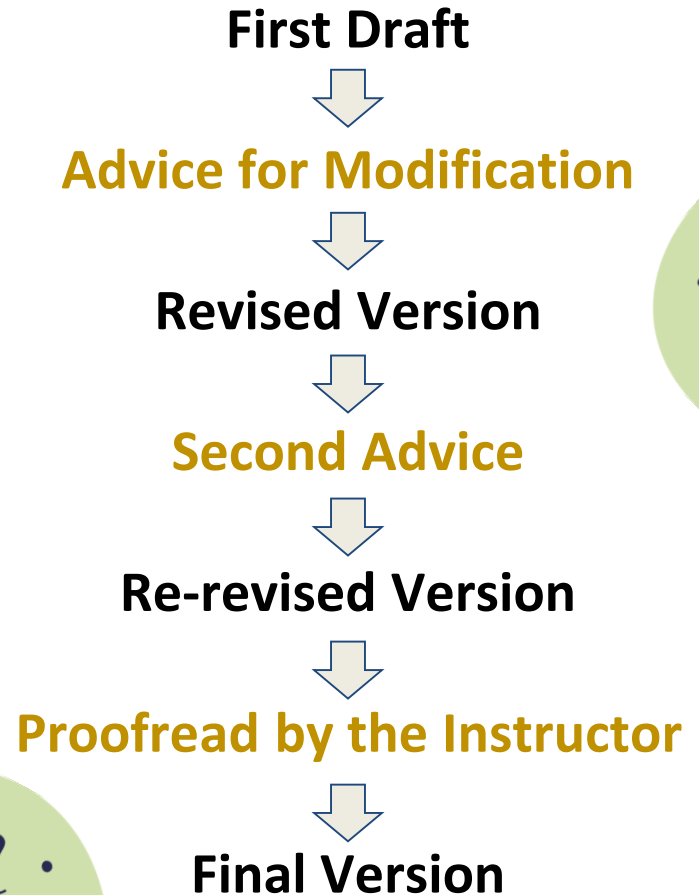 First Draft
Advice for Modification
Revised Version
Second Advice
Re-revised Version
Proofread by the Instructor
Final Version